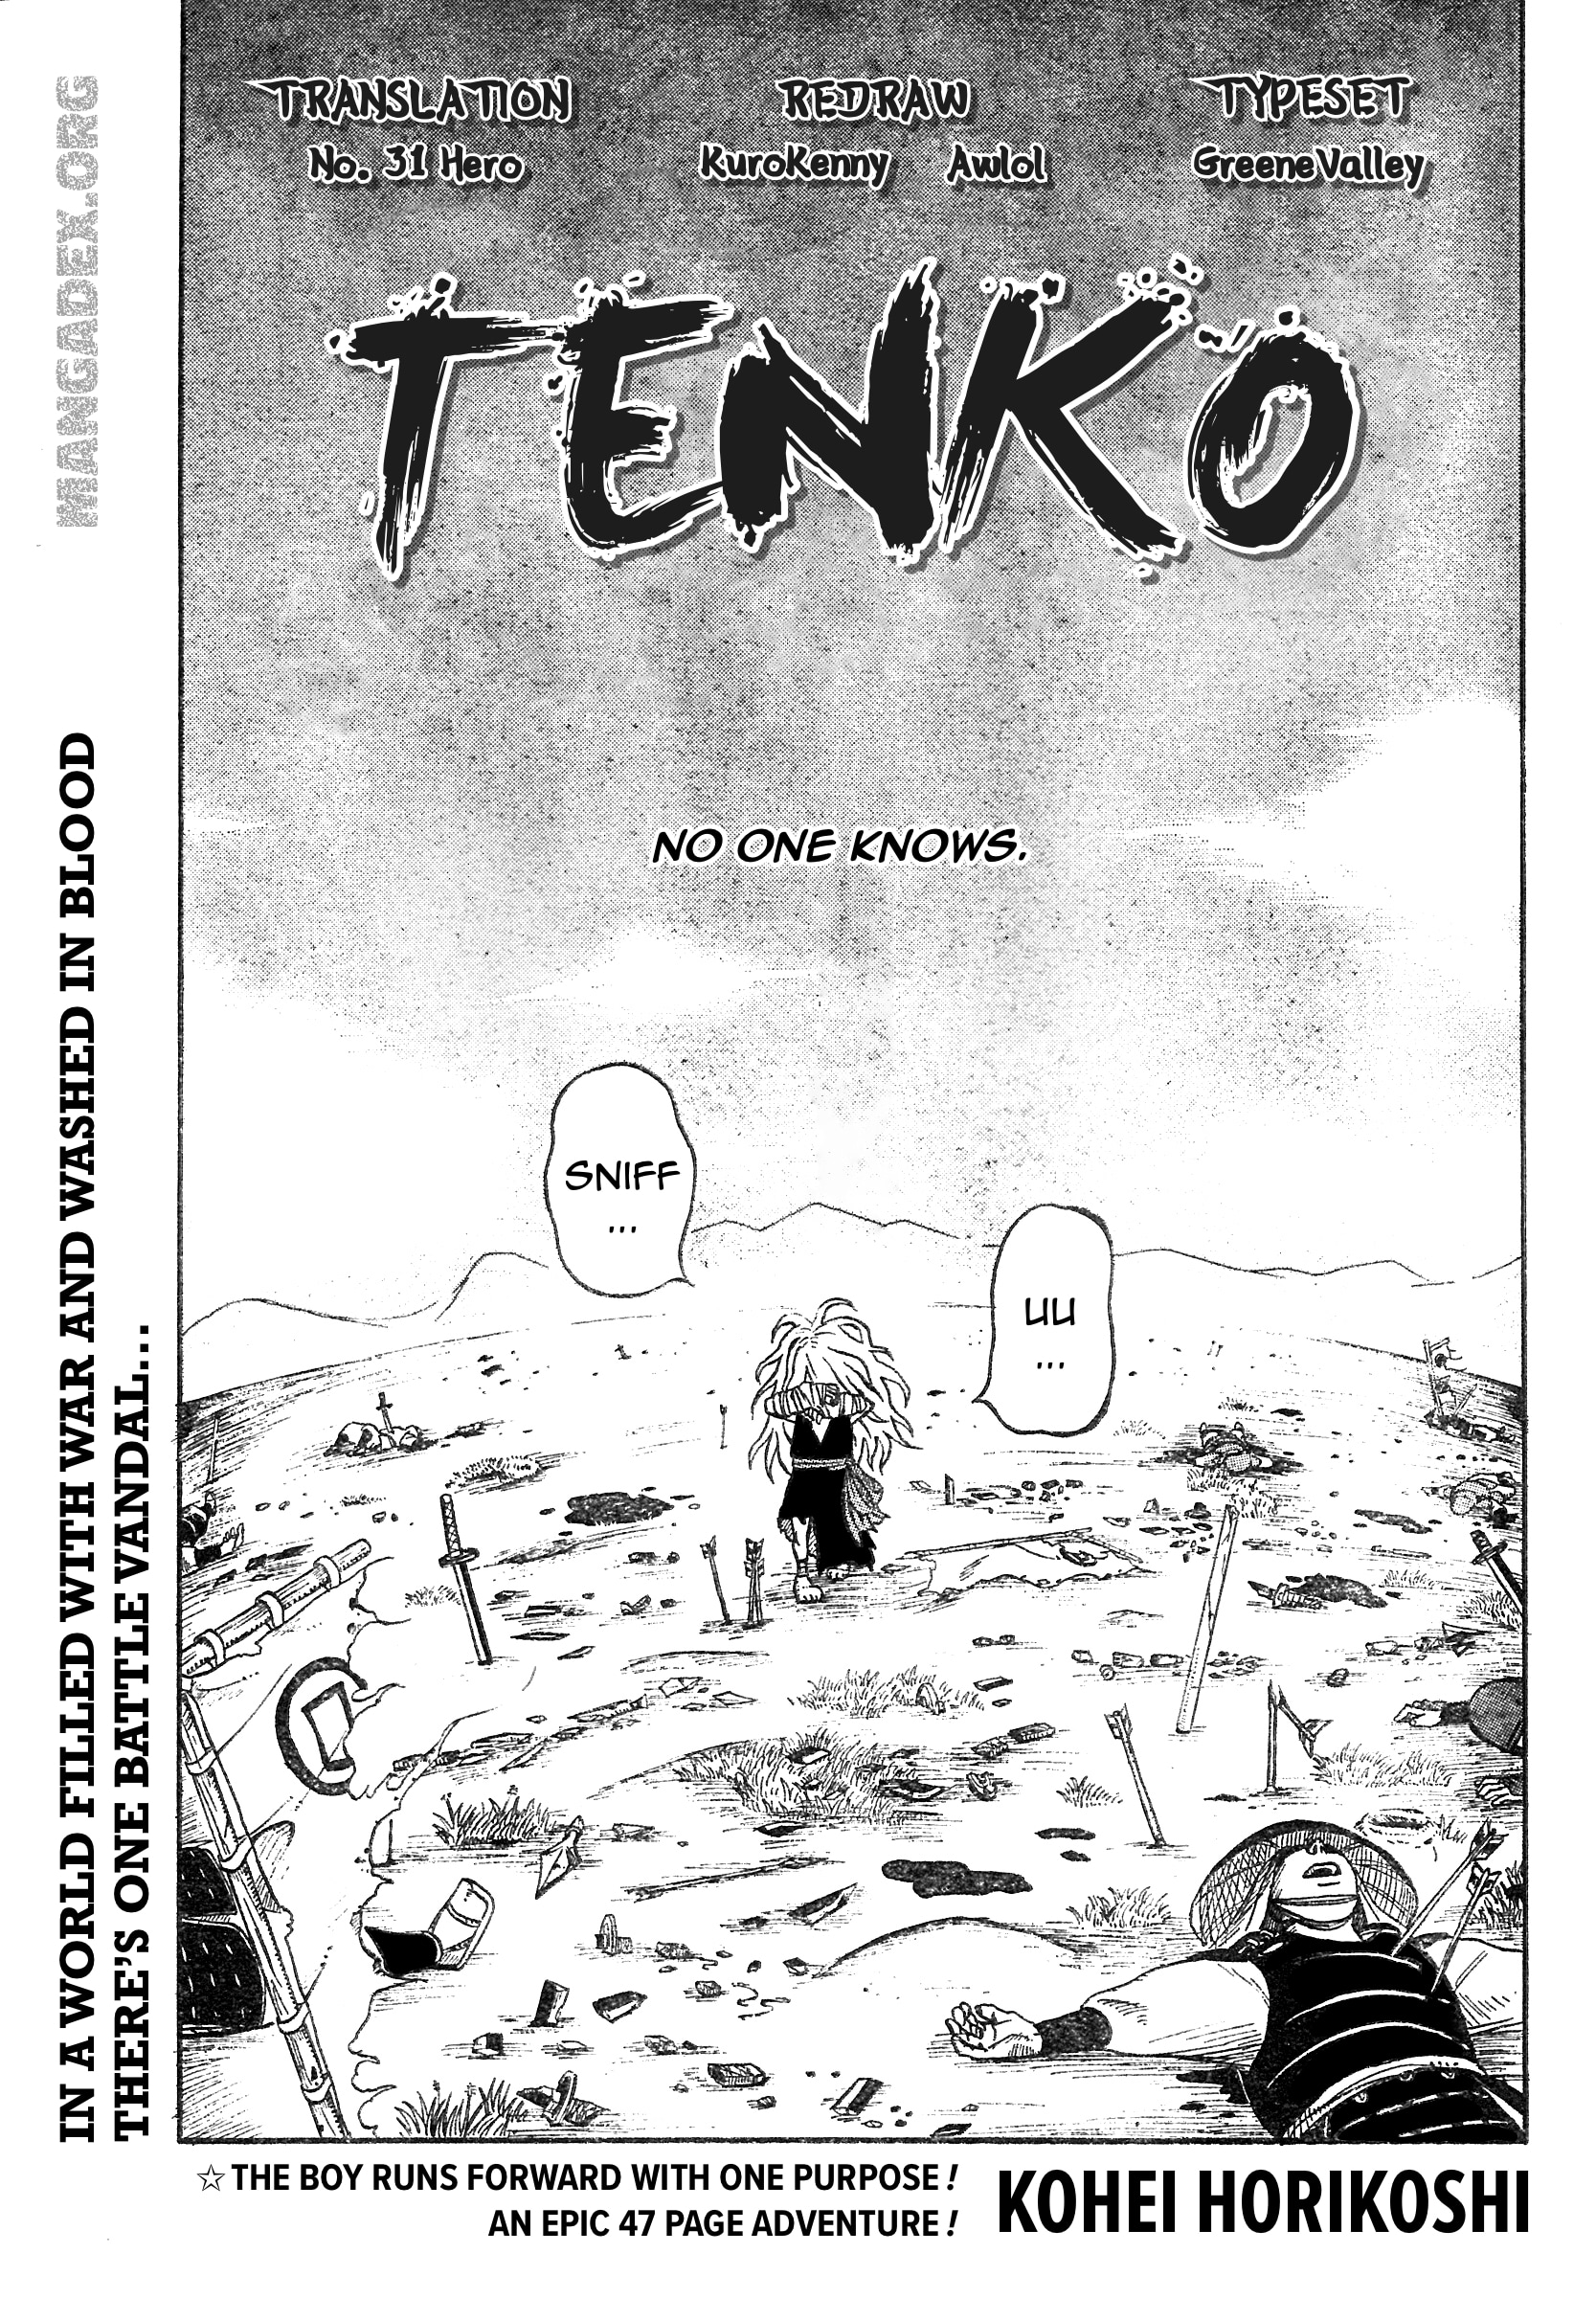 TRANSLATION
No. 31 Hero
REDRAW
KuroKenny Awlol
TYPESET
GreeneValley
MANGADEX.ORG
TENKO
NO ONE KNOWS.
SNIFF
...
UU
...
IN A WORLD FILLED WITH WAR AND WASHED IN BLOOD
THERE'S ONE BATTLE VANDAL...
☆ THE BOY RUNS FORWARD WITH ONE PURPOSE!
AN EPIC 47 PAGE ADVENTURE!
KOHEI HORIKOSHI